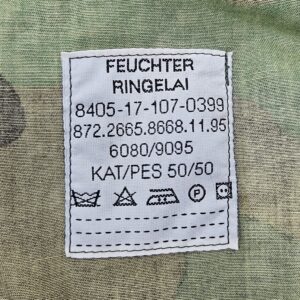 FEUCHTER
RINGELAI
8405-17-107-0399
872.2665.8668.11.95
6080/9095
KAT/PES 50/50